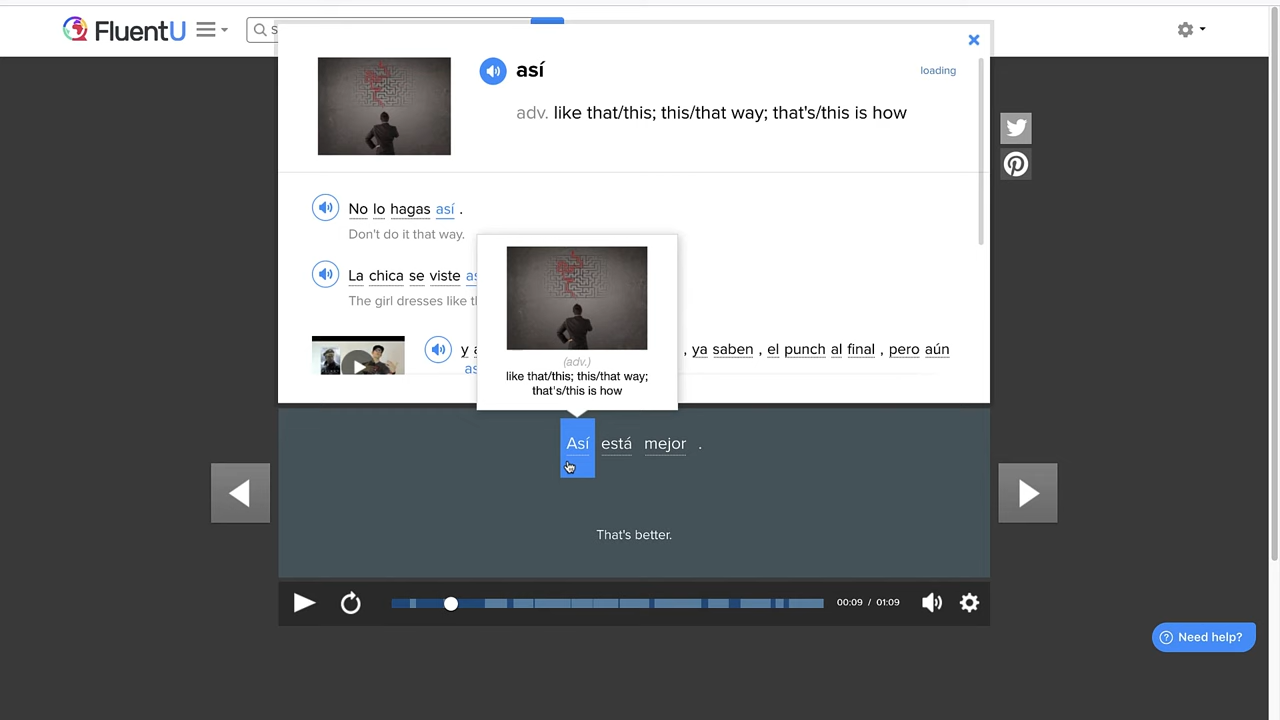 FluentU
S
así
loading
adv. like that/this; this/that way; that's/this is how
No lo hagas así .
Don't do it that way.
La chica se viste as
The girl dresses like t
y a
, ya saben , el punch al final , pero aún
as
(adv.)
like that/this; this/that way;
that's/this is how
Así está mejor .
That's better.
00:09 / 01:09
Need help?